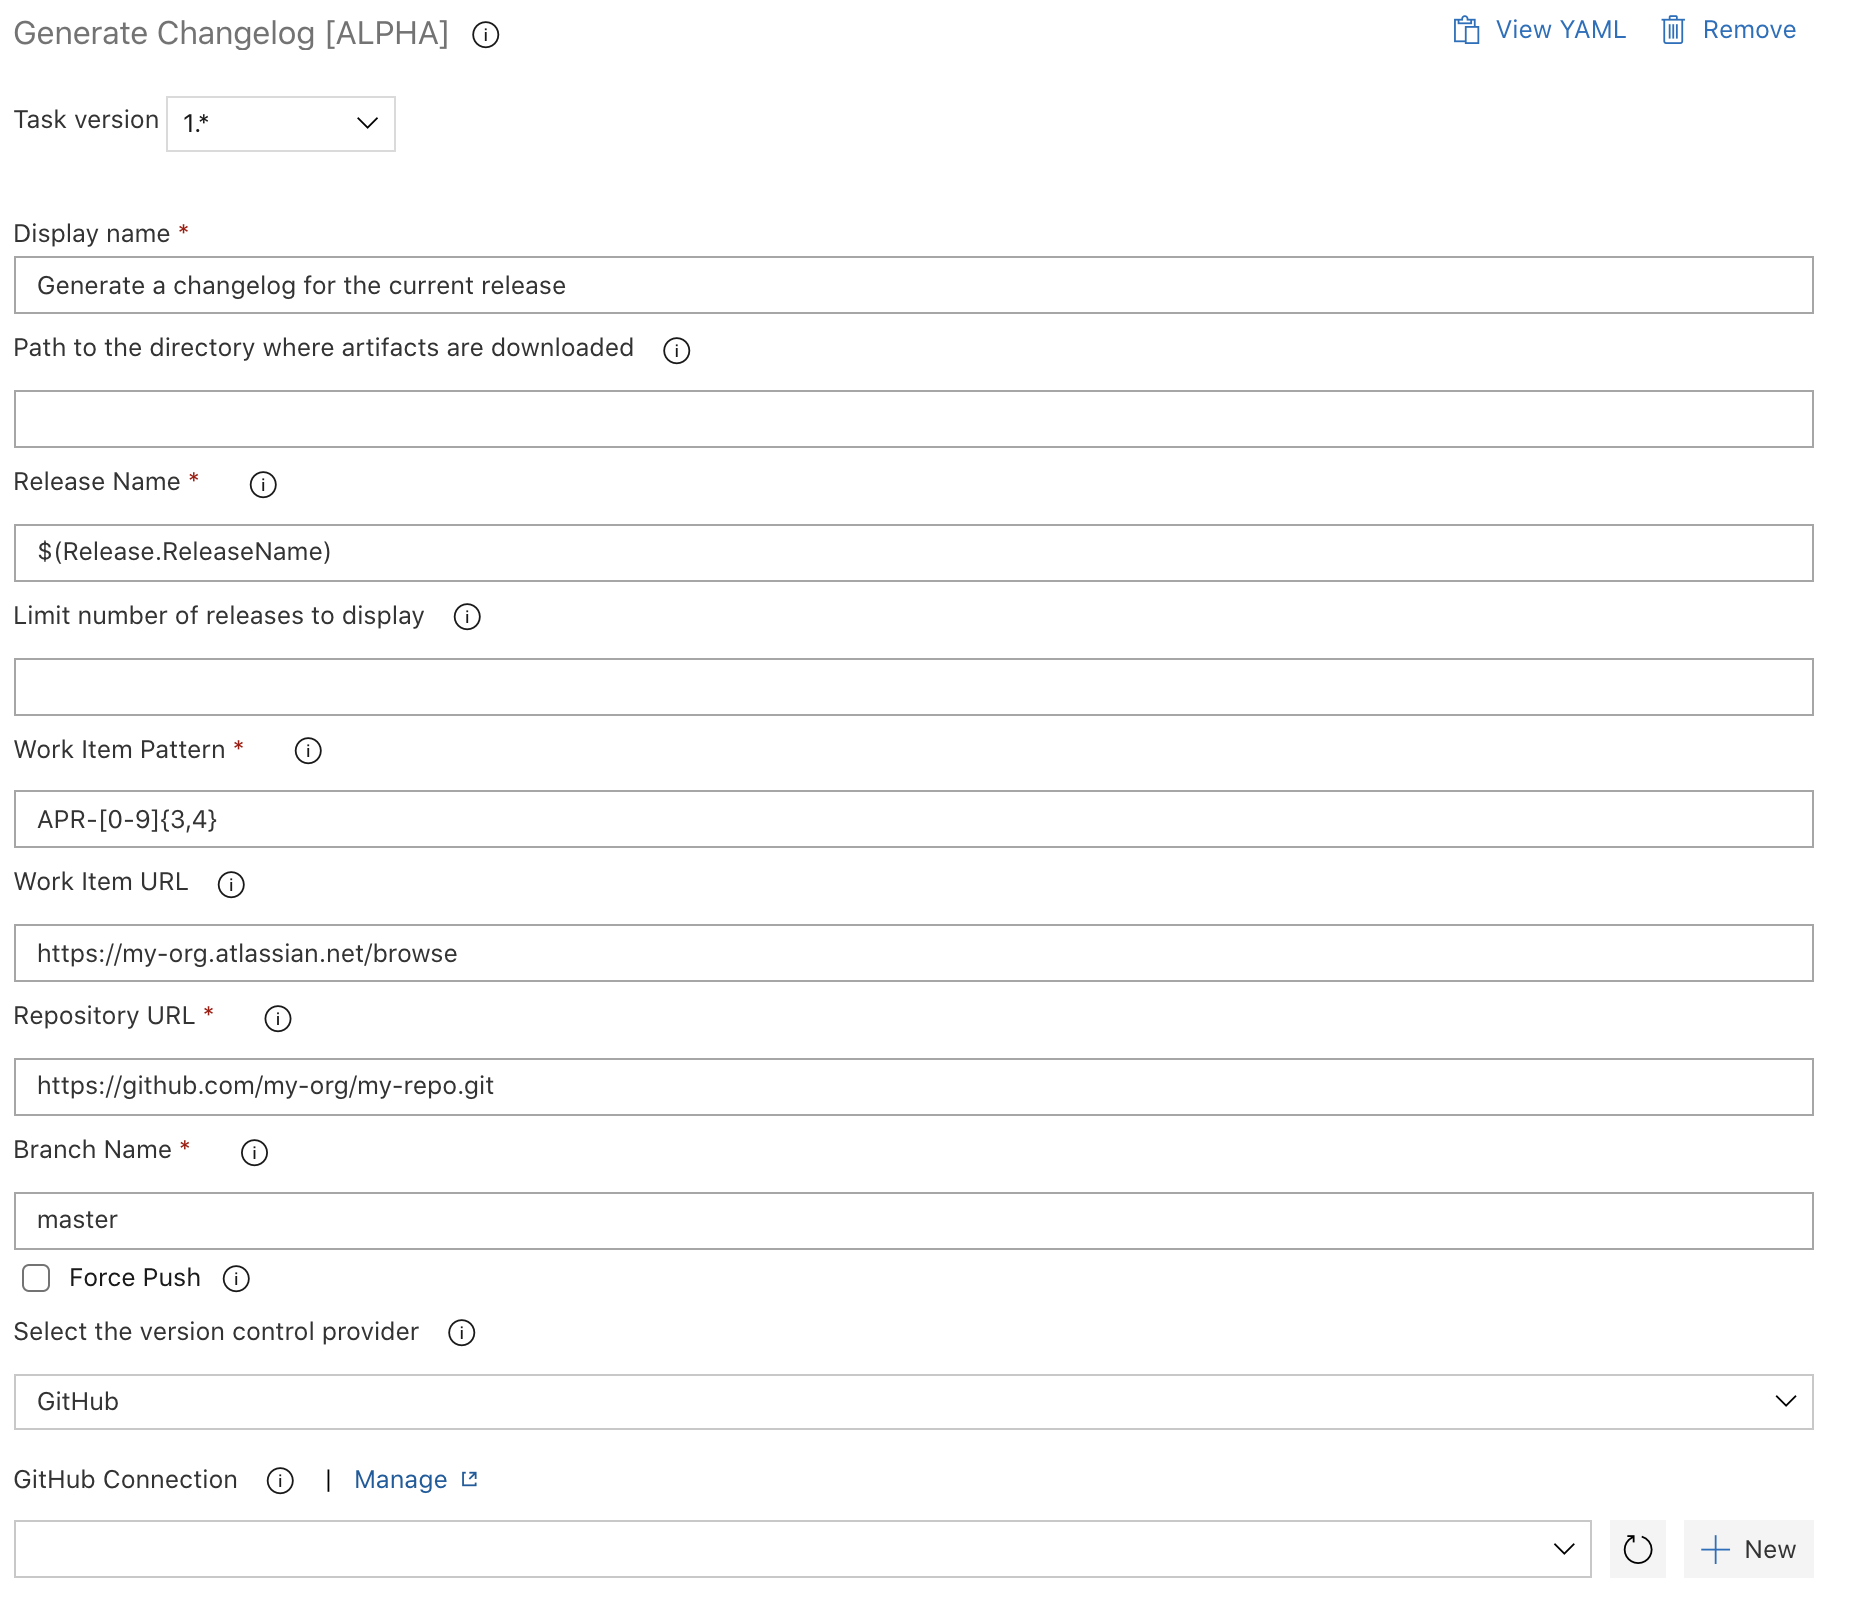 Generate Changelog [ALPHA]
View YAML
Remove
Task version
1.*
Display name *
Generate a changelog for the current release
Path to the directory where artifacts are downloaded
Release Name *
$(Release.ReleaseName)
Limit number of releases to display
Work Item Pattern *
APR-[0-9]{3,4}
Work Item URL
https://my-org.atlassian.net/browse
Repository URL *
https://github.com/my-org/my-repo.git
Branch Name *
master
Force Push
Select the version control provider
GitHub
GitHub Connection | Manage
New